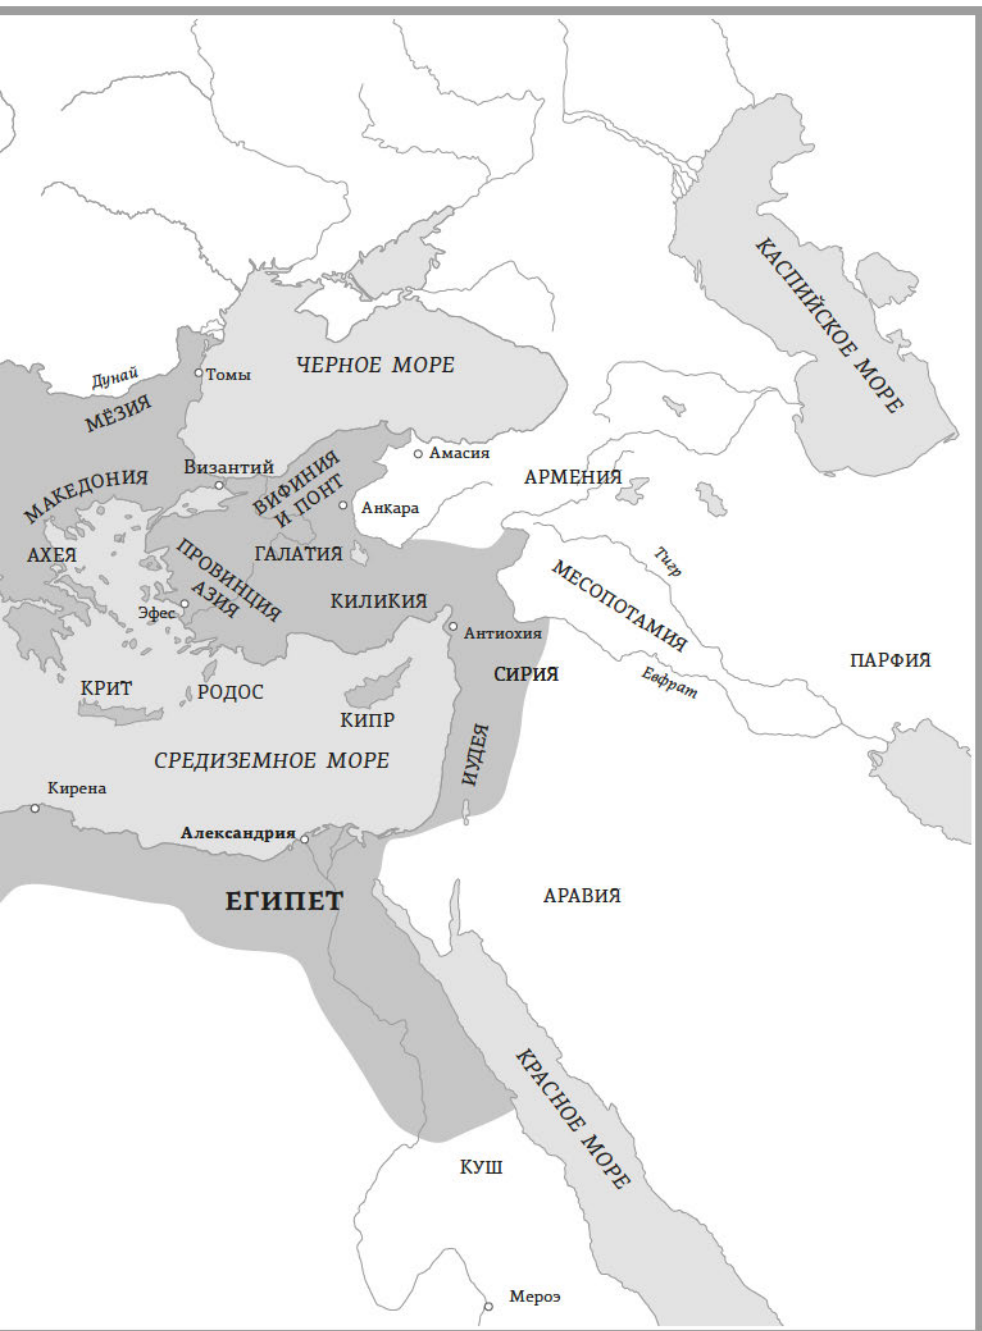 КАСПИЙСКОЕ МОРЕ
ЧЕРНОЕ МОРЕ
Дунай
Томы
МЁЗИЯ
Амасия
Византий
ВИФИНИЯ
И ПОНТ
АРМЕНИЯ
МАКЕДОНИЯ
Анкара
АХЕЯ
ПРОВИНЦИЯ
АЗИЯ
ГАЛАТИЯ
Тигр
МЕСОПОТАМИЯ
Эфес
КИЛИКИЯ
Антиохия
ПАРФИЯ
СИРИЯ
Евфрат
КРИТ
РОДОС
КИПР
ИУДЕЯ
СРЕДИЗЕМНОЕ МОРЕ
Кирена
Александрия
ЕГИПЕТ
АРАВИЯ
КРАСНОЕ МОРЕ
КУШ
Мероэ